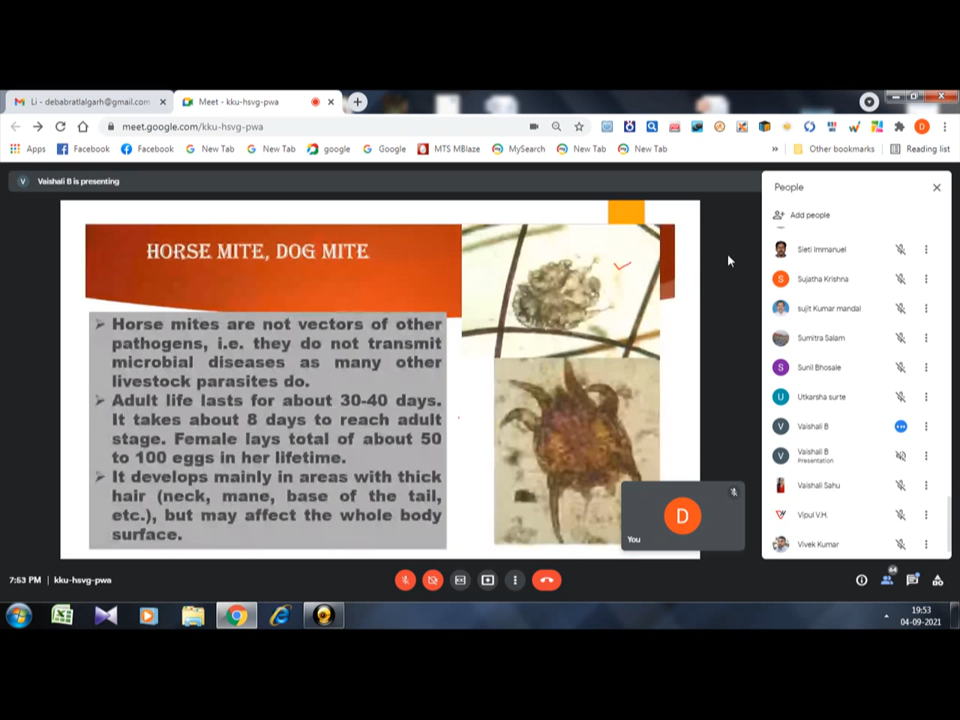 Li - debabratlalgarh@gmail.com
Meet - kku-hsvg-pwa
meet.google.com/kku-hsvg-pwa
D
Apps
Facebook
Facebook
New Tab
New Tab
google
Google
MTS MBlaze
MySearch
New Tab
New Tab
»
Other bookmarks
Reading list
V
Vaishali B is presenting
HORSE MITE, DOG MITE
Horse mites are not vectors of other
pathogens, i.e. they do not transmit
microbial diseases as many other
livestock parasites do.
Adult life lasts for about 30-40 days.
It takes about 8 days to reach adult
stage. Female lays total of about 50
to 100 eggs in her lifetime.
It develops mainly in areas with thick
hair (neck, mane, base of the tail,
etc.), but may affect the whole body
surface.
D
You
People
Add people
Sleti Immanuel
S
Sujatha Krishna
sujit Kumar mandal
Sumitra Salam
S
Sunil Bhosale
U
Utkarsha surte
V
Vaishali B
V
Vaishali B
Presentation
Vaishali Sahu
Vipul V.H.
Vivek Kumar
7:53 PM | kku-hsvg-pwa
64
19:53
04-09-2021